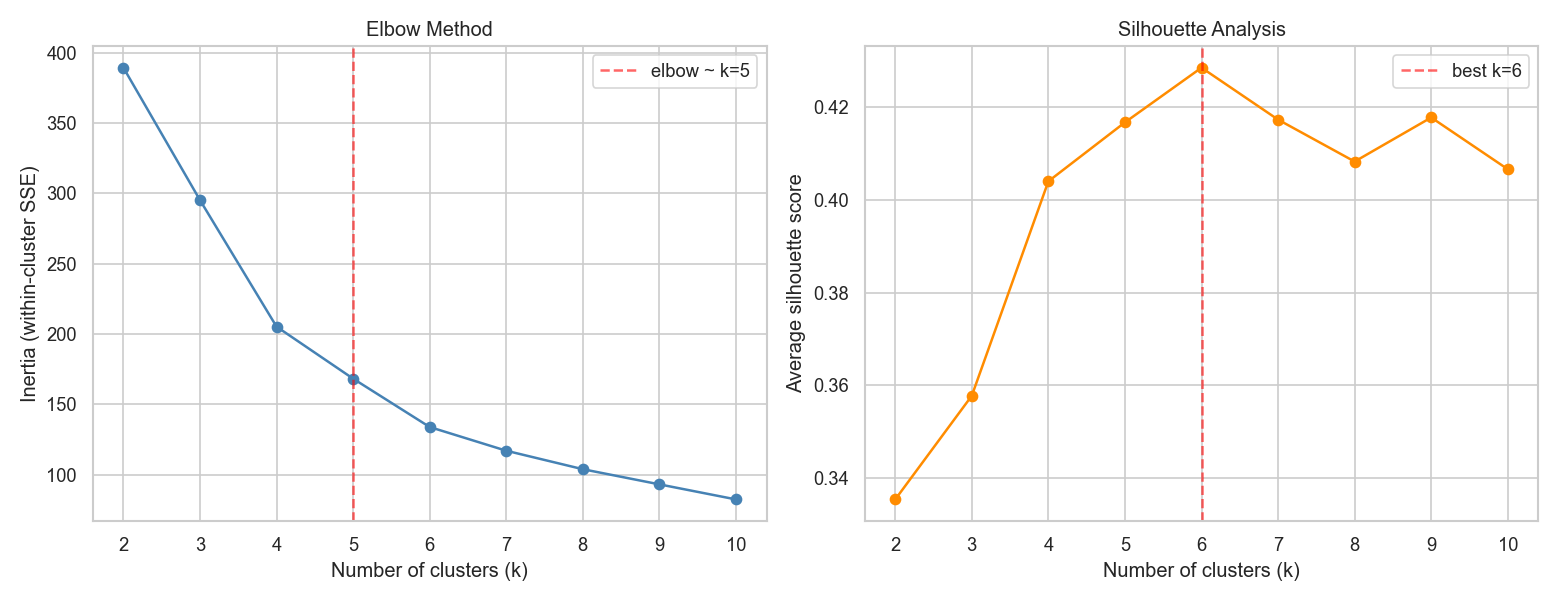 Elbow Method
400
350
300
250
200
150
100
Inertia (within-cluster SSE)
elbow ~ k=5
2 3 4 5 6 7 8 9 10
Number of clusters (k)
Silhouette Analysis
0.42
0.40
0.38
0.36
0.34
Average silhouette score
best k=6
2 3 4 5 6 7 8 9 10
Number of clusters (k)